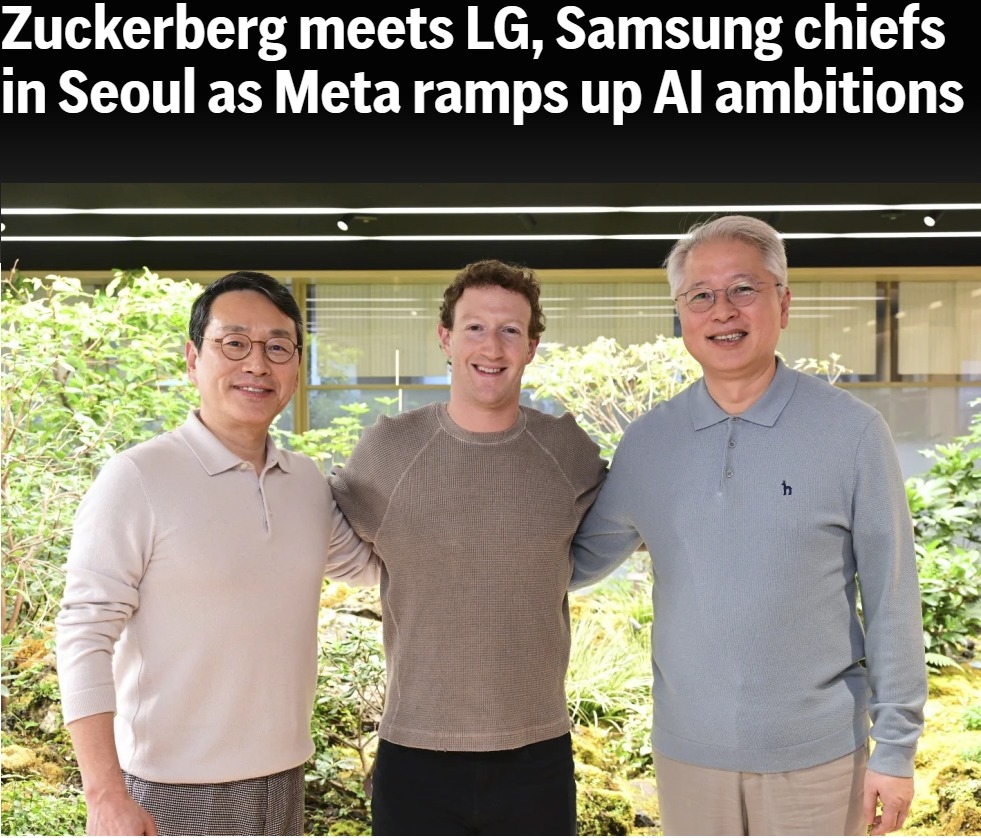 Zuckerberg meets LG, Samsung chiefs
in Seoul as Meta ramps up AI ambitions